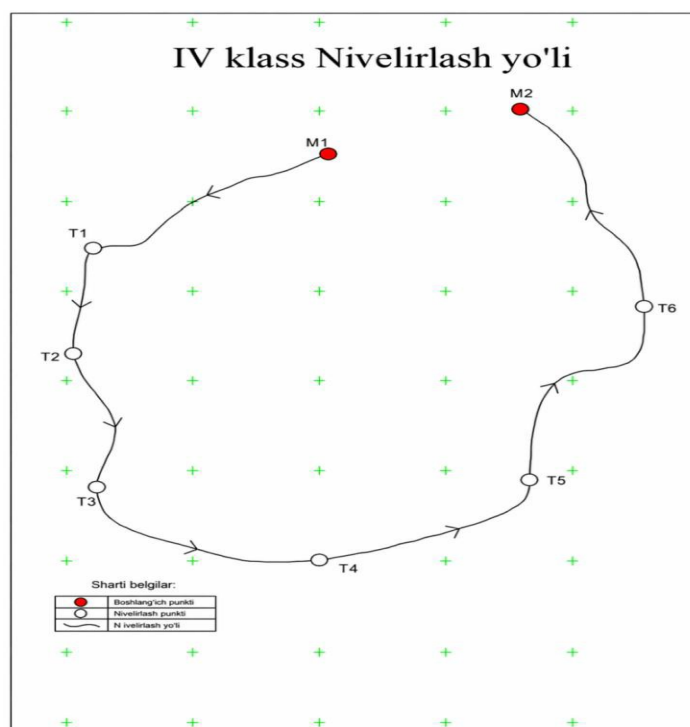 IV klass Nivelirlash yo'li
M2
M1
T1
T6
T2
T5
T3
T4
Sharti belgilar:
Boshlang'ich punkti
Nivelirlash punkti
N ivelirlash yo'li